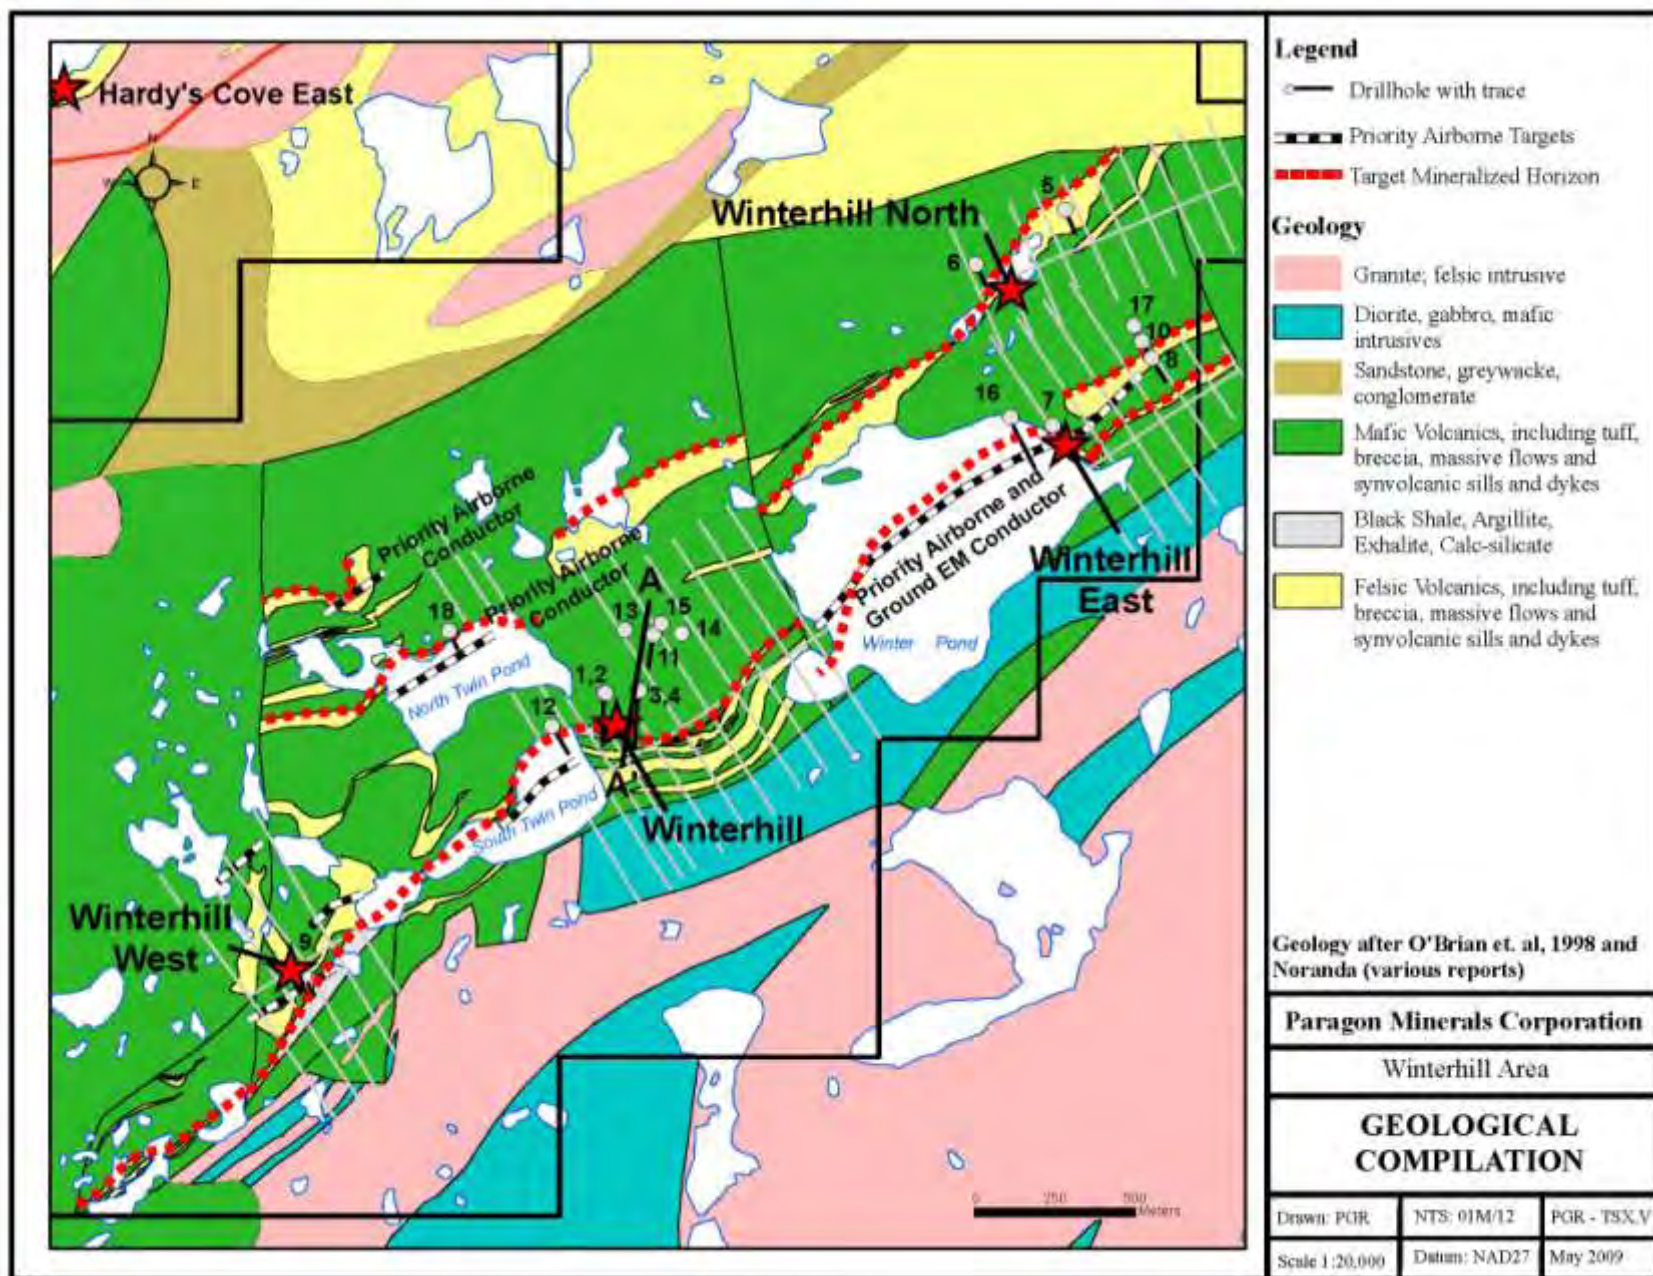 Hardy's Cove East
N
W
E
Winterhill North
5
6
17
10
8
16
7
Priority Airborne
Conductor
Priority Airborne
Conductor
Priority Airborne and
Ground EM Conductor
Winterhill
East
Winter Pond
A
18
13
15
14
11
1,2
3,4
12
North Twin Pond
A'
South Twin Pond
Winterhill
Winterhill
West
9
0 250 500
Meters
Legend
Drillhole with trace
Priority Airborne Targets
Target Mineralized Horizon
Geology
Granite; felsic intrusive
Diorite, gabbro, mafic
intrusives
Sandstone, greywacke,
conglomerate
Mafic Volcanics, including tuff,
breccia, massive flows and
synvolcanic sills and dykes
Black Shale, Argillite,
Exhalite, Calc-silicate
Felsic Volcanics, including tuff,
breccia, massive flows and
synvolcanic sills and dykes
Geology after O'Brian et. al, 1998 and
Noranda (various reports)
Paragon Minerals Corporation
Winterhill Area
GEOLOGICAL
COMPILATION
Drawn: PGR
NTS: 01M/12
PGR - TSX.V
Scale 1:20,000
Datum: NAD27
May 2009